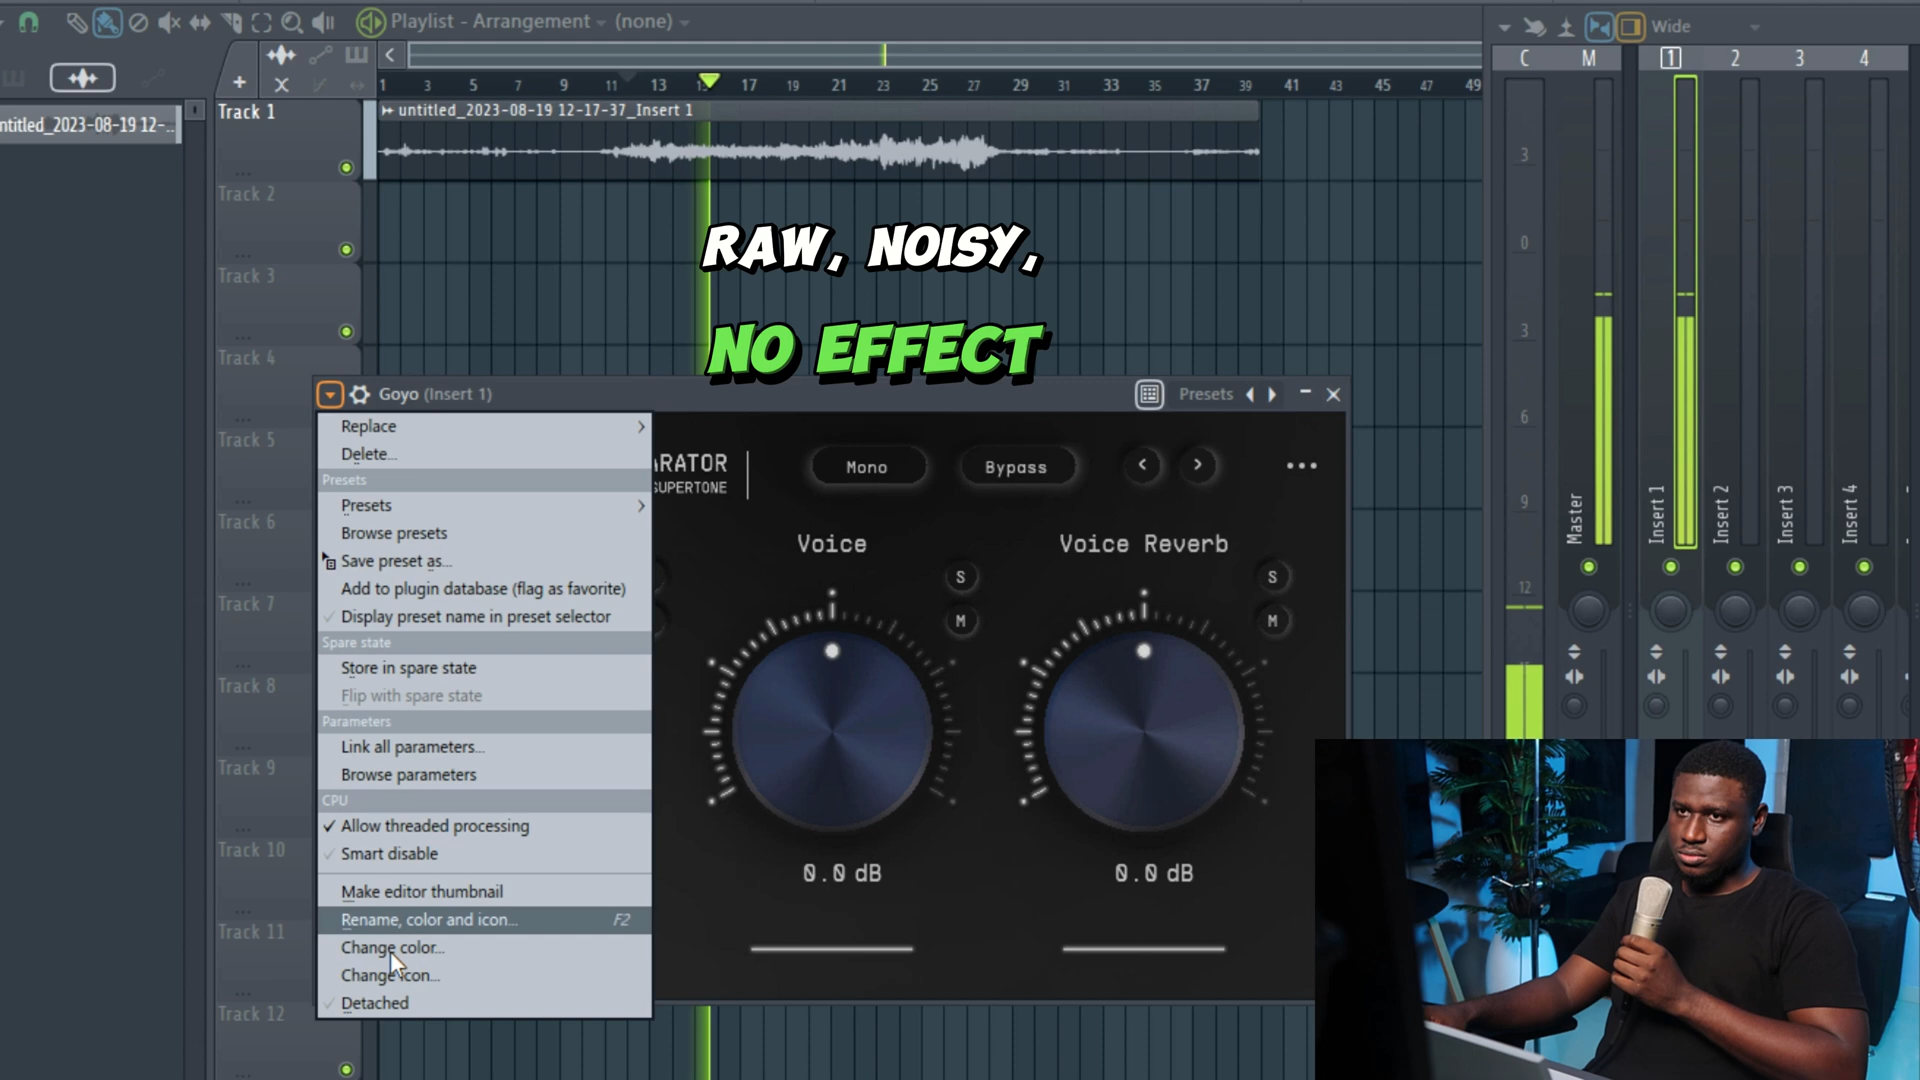 Playlist - Arrangement (none)
Wide
C M 1 2 3 4
1 3 5 7 9 11 13 17 19 21 25 27 29 31 33 35 37 39 41 43 45 47 49
untitled_2023-08-19 12-17-37_Insert 1
ntitled_2023-08-19 12-..
Track 1
Track 2
Track 3
Track 4
Track 5
Track 6
Track 7
Track 8
Track 9
Track 10
Track 11
Track 12
RAW, NOISY,
NO EFFECT
Goyo (Insert 1)
Presets
Replace
Delete...
Presets
Presets
Browse presets
Save preset as...
Add to plugin database (flag as favorite)
Display preset name in preset selector
Spare state
Store in spare state
Flip with spare state
Parameters
Link all parameters...
Browse parameters
CPU
Allow threaded processing
Smart disable
Make editor thumbnail
Rename, color and icon... F2
Change color...
Change icon...
Detached
ARATOR
SUPERTONE
Mono
Bypass
Voice
S
M
0.0 dB
Voice Reverb
S
M
0.0 dB
3
0
3
6
9
12
Master
Insert 1
Insert 2
Insert 3
Insert 4